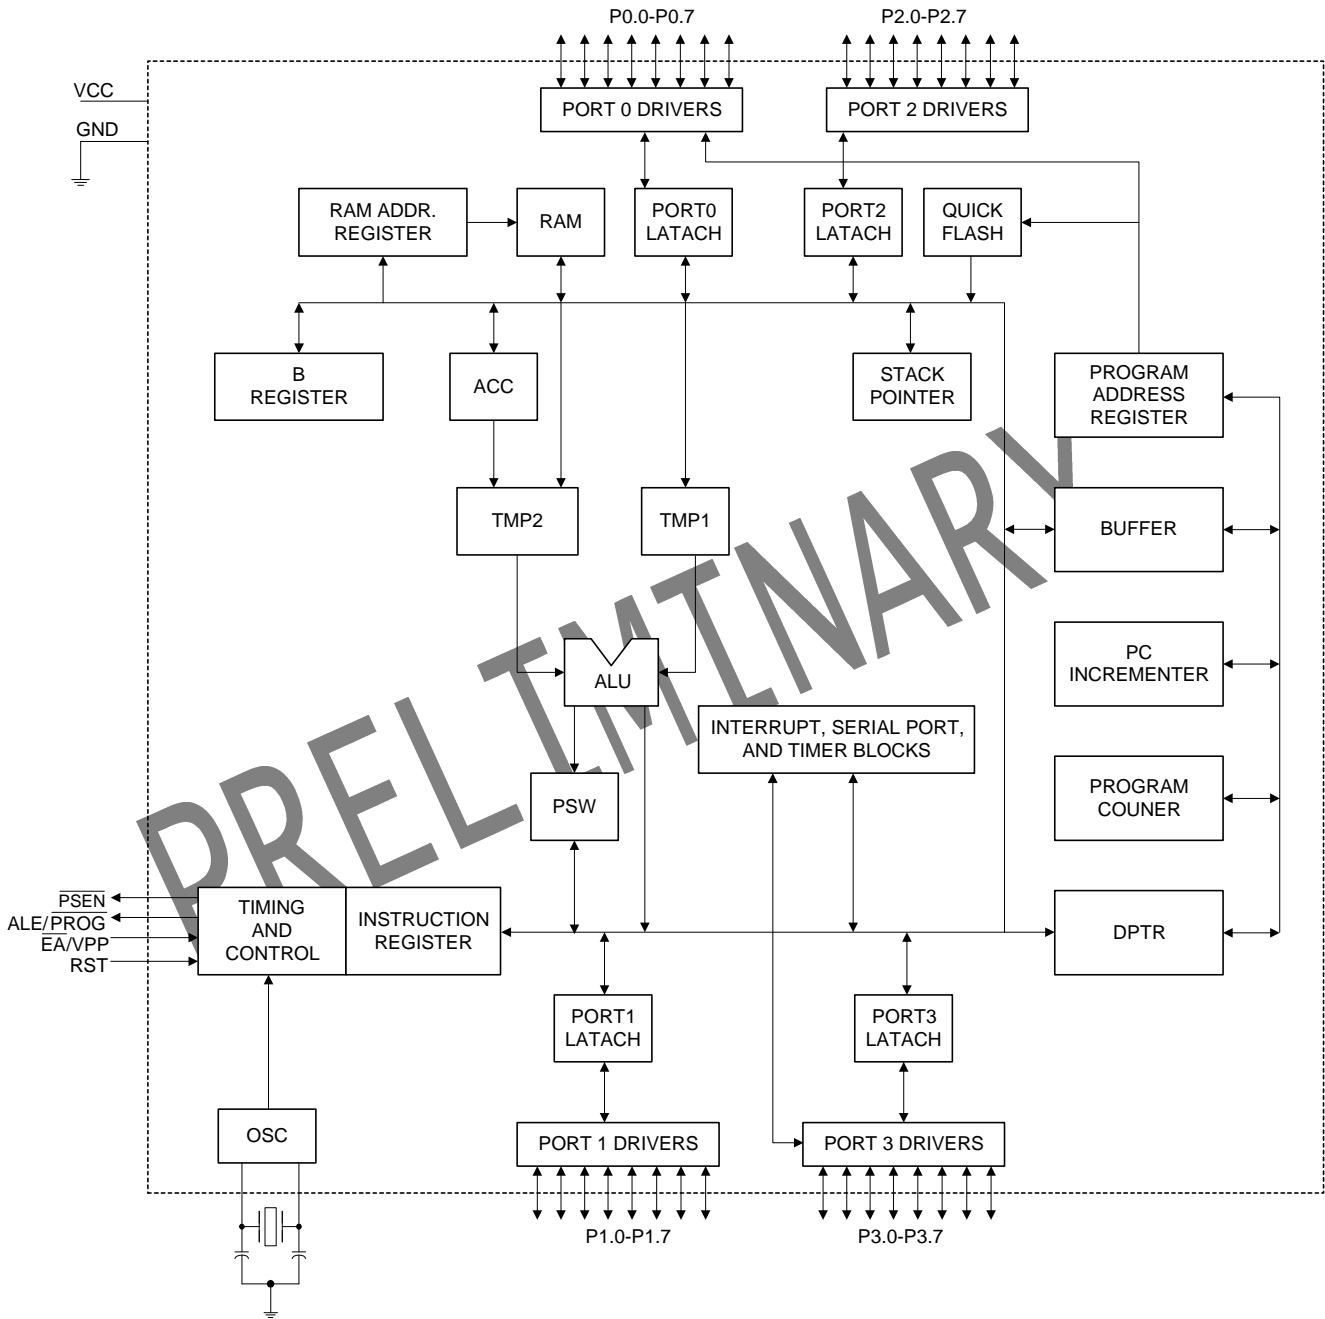 P0.0-P0.7
P2.0-P2.7
VCC
GND
PORT 0 DRIVERS
PORT 2 DRIVERS
RAM ADDR.
REGISTER
RAM
PORT0
LATACH
PORT2
LATACH
QUICK
FLASH
B
REGISTER
ACC
STACK
POINTER
PROGRAM
ADDRESS
REGISTER
TMP2
TMP1
BUFFER
ALU
PC
INCREMENTER
INTERRUPT, SERIAL PORT,
AND TIMER BLOCKS
PSW
PROGRAM
COUNER
PRELIMINARY
PSEN
ALE/PROG
EA/VPP
RST
TIMING
AND
CONTROL
INSTRUCTION
REGISTER
DPTR
PORT1
LATACH
PORT3
LATACH
OSC
PORT 1 DRIVERS
PORT 3 DRIVERS
P1.0-P1.7
P3.0-P3.7